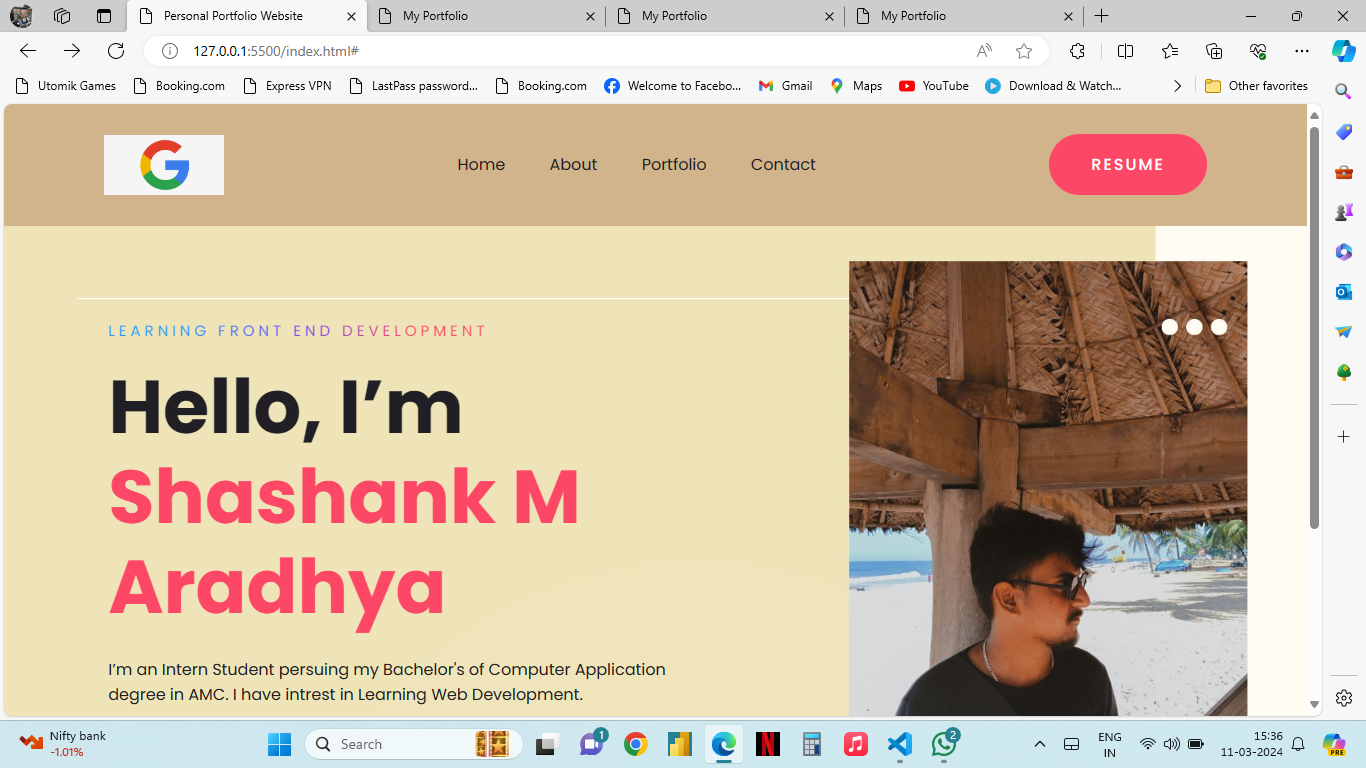 Personal Portfolio Website
My Portfolio
My Portfolio
My Portfolio
127.0.0.1:5500/index.html#
Utomik Games
Booking.com
Express VPN
LastPass password...
Booking.com
Welcome to Facebo...
Gmail
Maps
YouTube
Download & Watch...
Other favorites
Home
About
Portfolio
Contact
RESUME
LEARNING FRONT END DEVELOPMENT
Hello, I’m
Shashank M
Aradhya
I’m an Intern Student persuing my Bachelor's of Computer Application
degree in AMC. I have intrest in Learning Web Development.
Nifty bank
-1.01%
Search
1
2
ENG
IN
15:36
11-03-2024
PRE